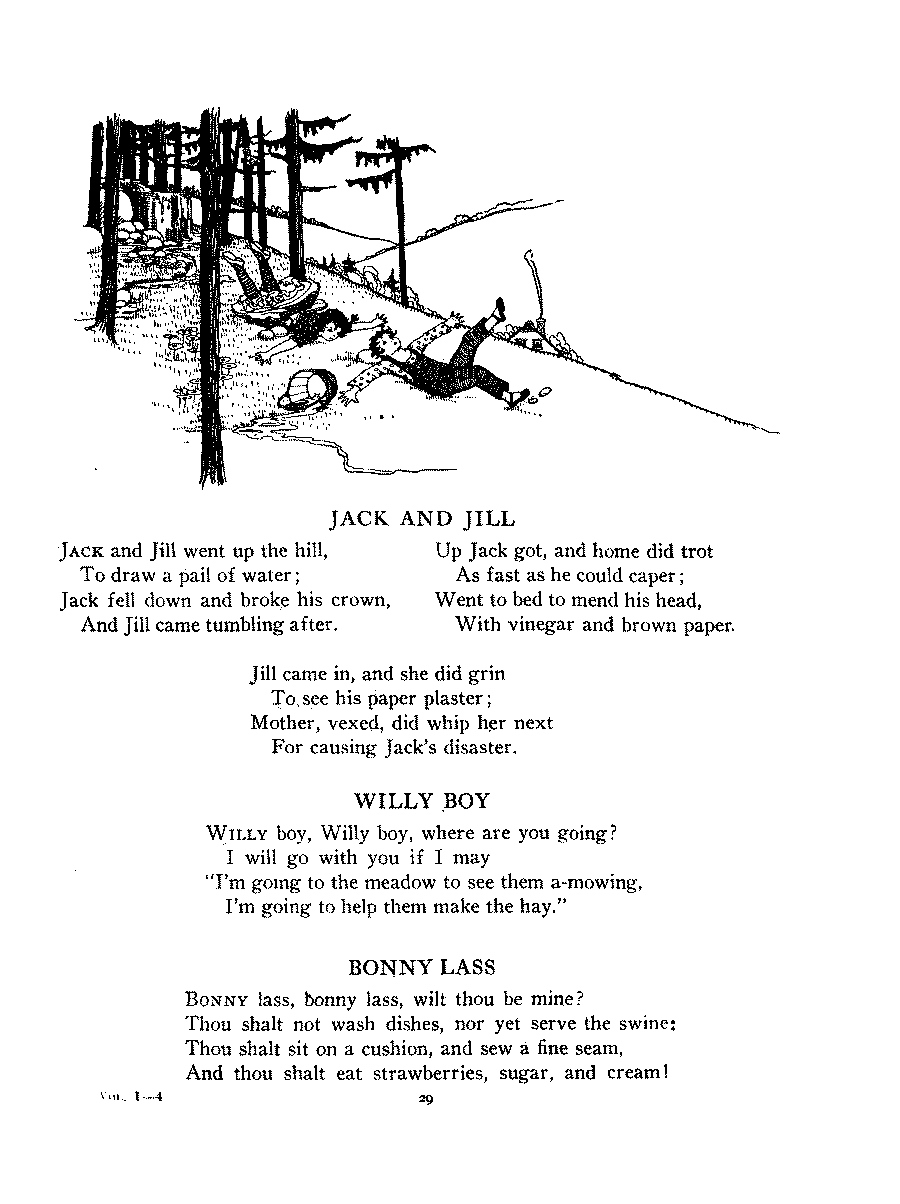 JACK AND JILL
JACK and Jill went up the hill,
To draw a pail of water;
Jack fell down and broke his crown,
And Jill came tumbling after.
Up Jack got, and home did trot
As fast as he could caper;
Went to bed to mend his head,
With vinegar and brown paper.
Jill came in, and she did grin
To see his paper plaster;
Mother, vexed, did whip her next
For causing Jack's disaster.
WILLY BOY
WILLY boy, Willy boy, where are you going?
I will go with you if I may
"I'm going to the meadow to see them a-mowing,
I'm going to help them make the hay."
BONNY LASS
BONNY lass, bonny lass, wilt thou be mine?
Thou shalt not wash dishes, nor yet serve the swine:
Thou shalt sit on a cushion, and sew a fine seam,
And thou shalt eat strawberries, sugar, and cream!
VOL. I—4
29